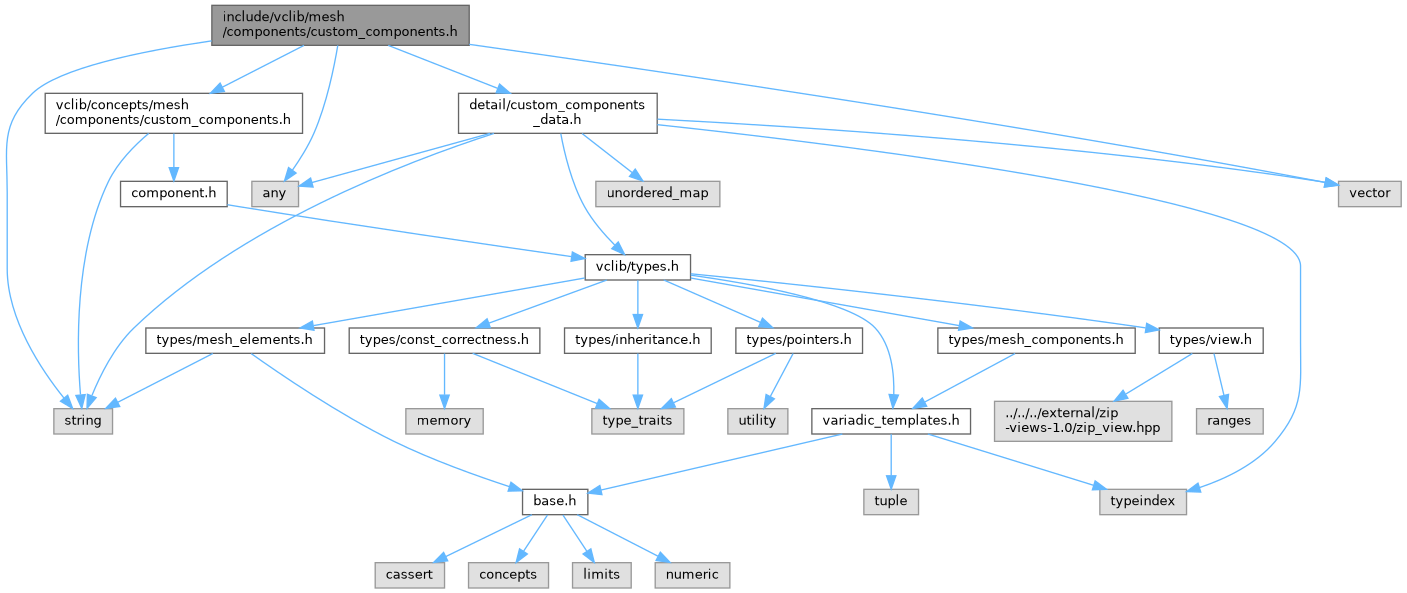 include/vclib/mesh
/components/custom_components.h
vclib/concepts/mesh
/components/custom_components.h
detail/custom_components
_data.h
component.h
any
unordered_map
vector
vclib/types.h
types/mesh_elements.h
types/const_correctness.h
types/inheritance.h
types/pointers.h
types/mesh_components.h
types/view.h
string
memory
type_traits
utility
variadic_templates.h
../../../external/zip
-views-1.0/zip_view.hpp
ranges
base.h
tuple
typeindex
cassert
concepts
limits
numeric